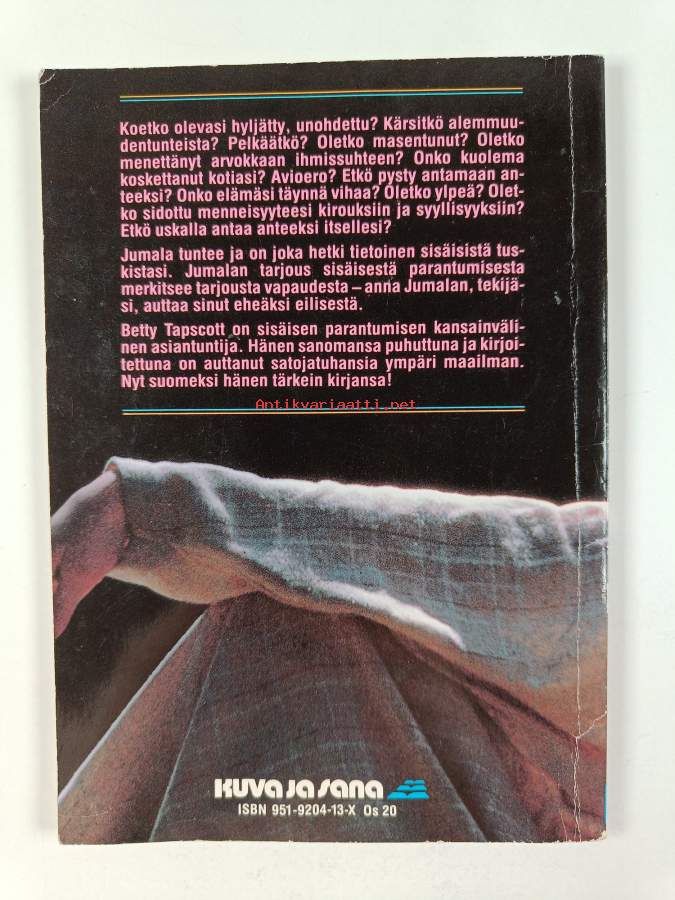 Koetko olevasi hyljätty, unohdettu? Kärsitkö alemmuu-
dentunteista? Pelkäätkö? Oletko masentunut? Oletko
menettänyt arvokkaan ihmissuhteen? Onko kuolema
koskettanut kotiasi? Avioero? Etkö pysty antamaan an-
teeksi? Onko elämäsi täynnä vihaa? Oletko ylpeä? Olet-
ko sidottu menneisyyteesi kirouksiin ja syyllisyyksiin?
Etkö uskalla antaa anteeksi itsellesi?
Jumala tuntee ja on joka hetki tietoinen sisäisistä tus-
kistasi. Jumalan tarjous sisäisestä parantumisesta
merkitsee tarjousta vapaudesta – anna Jumalan, tekijä-
si, auttaa sinut eheäksi eilisestä.
Betty Tapscott on sisäisen parantumisen kansainväli-
nen asiantuntija. Hänen sanomansa puhuttuna ja kirjoi-
tettuna on auttanut satojatuhansia ympäri maailman.
Nyt suomeksi hänen tärkein kirjansa!
Antikvariaatti.net
KUVA JA SANA
ISBN 951-9204-13-X Os 20